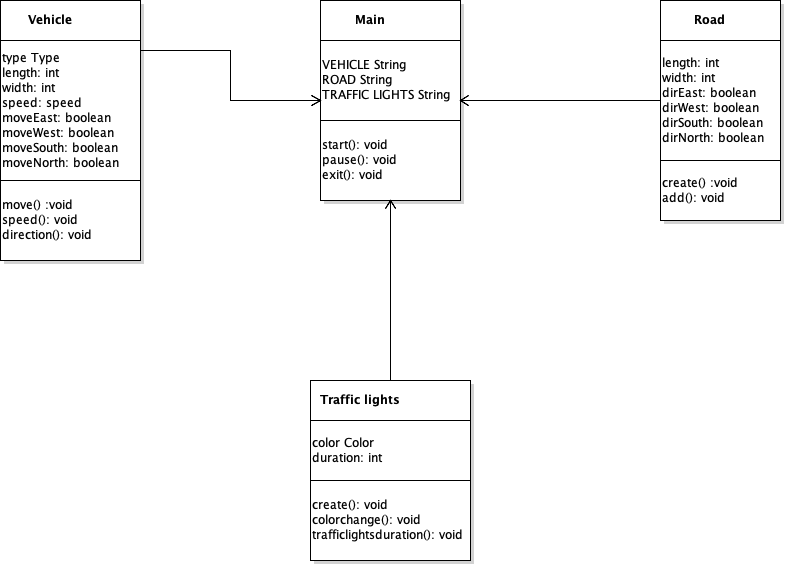 Vehicle
type Type
length: int
width: int
speed: speed
moveEast: boolean
moveWest: boolean
moveSouth: boolean
moveNorth: boolean
move() :void
speed(): void
direction(): void
Main
VEHICLE String
ROAD String
TRAFFIC LIGHTS String
start(): void
pause(): void
exit(): void
Road
length: int
width: int
dirEast: boolean
dirWest: boolean
dirSouth: boolean
dirNorth: boolean
create() :void
add(): void
Traffic lights
color Color
duration: int
create(): void
colorchange(): void
trafficlightsduration(): void